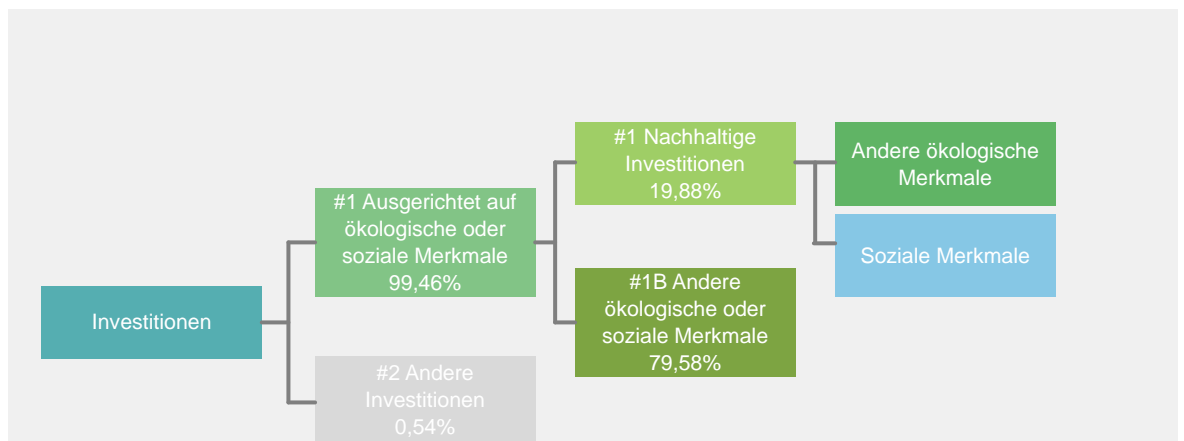 Investitionen
#1 Ausgerichtet auf
ökologische oder
soziale Merkmale
99,46%
#2 Andere
Investitionen
0,54%
#1 Nachhaltige
Investitionen
19,88%
#1B Andere
ökologische oder
soziale Merkmale
79,58%
Andere ökologische
Merkmale
Soziale Merkmale